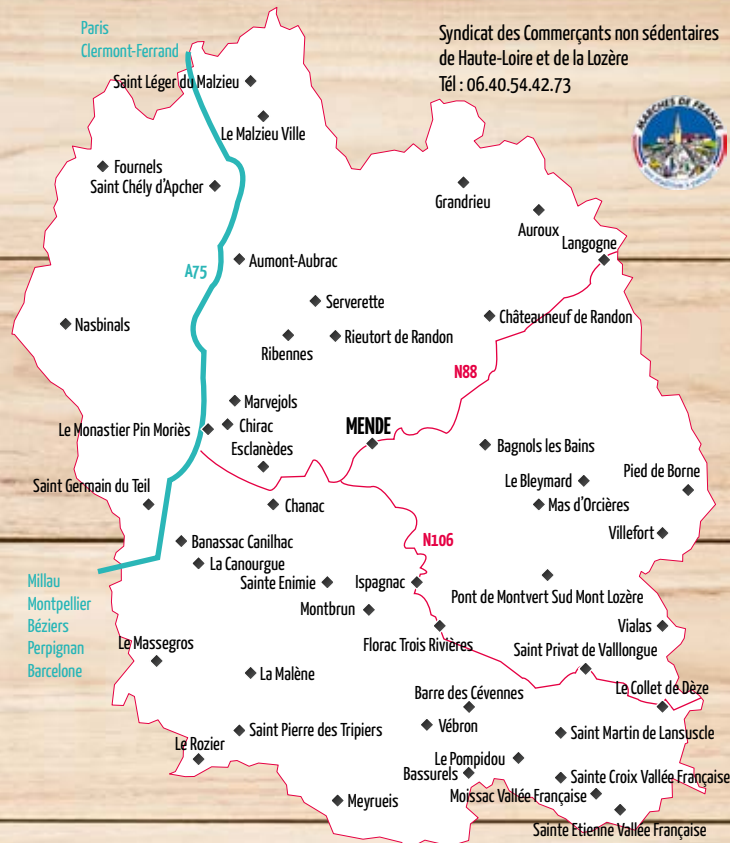 Paris
Clermont-Ferrand
Syndicat des Commerçants non sédentaires
de Haute-Loire et de la Lozère
Tél : 06.40.54.42.73
MARCHES DE FRANCE
Saint Léger du Malzieu
Le Malzieu Ville
Fournels
Saint Chély d'Apcher
Grandrieu
Auroux
Langogne
A75
Aumont-Aubrac
Serverette
Châteauneuf de Randon
Nasbinals
Ribennes
Rieutort de Randon
N88
Marvejols
Chirac
Le Monastier Pin Moriès
MENDE
Esclanèdes
Bagnols les Bains
Le Bleymard
Pied de Borne
Saint Germain du Teil
Chanac
Mas d'Orcières
Villefort
Banassac Canilhac
N106
La Canourgue
Sainte Enimie
Ispagnac
Millau
Montpellier
Béziers
Perpignan
Barcelone
Montbrun
Pont de Montvert Sud Mont Lozère
Vialas
Florac Trois Rivières
Saint Privat de Valllongue
Le Massegros
La Malène
Le Collet de Dèze
Barre des Cévennes
Vébron
Saint Pierre des Tripiers
Saint Martin de Lansuscle
Le Rozier
Le Pompidou
Bassurels
Sainte Croix Vallée Française
Moissac Vallée Française
Meyrueis
Sainte Etienne Vallée Française